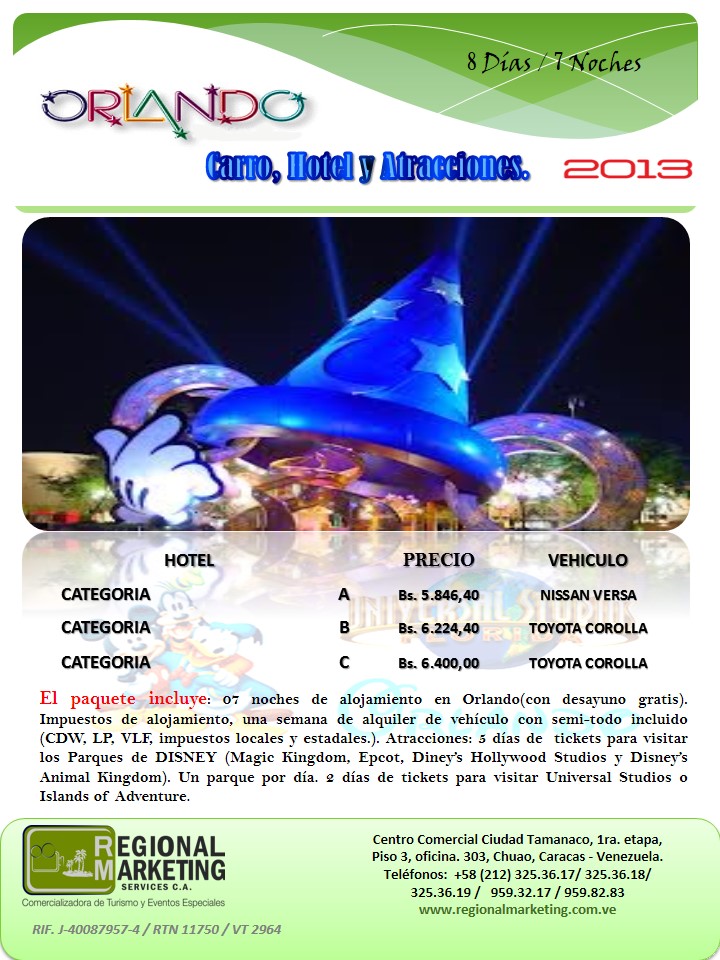 8 Días / 7 Noches
ORLANDO
Carro, Hotel y Atracciones. 2013
HOTEL PRECIO VEHICULO
CATEGORIA A Bs. 5.846,40 NISSAN VERSA
CATEGORIA B Bs. 6.224,40 TOYOTA COROLLA
CATEGORIA C Bs. 6.400,00 TOYOTA COROLLA
UNIVERSAL STUDIOS
FLORIDA
ORLANDO
El paquete incluye: 07 noches de alojamiento en Orlando(con desayuno gratis).
Impuestos de alojamiento, una semana de alquiler de vehículo con semi-todo incluido
(CDW, LP, VLF, impuestos locales y estadales.). Atracciones: 5 días de tickets para visitar
los Parques de DISNEY (Magic Kingdom, Epcot, Diney’s Hollywood Studios y Disney’s
Animal Kingdom). Un parque por día. 2 días de tickets para visitar Universal Studios o
Islands of Adventure.
RM
REGIONAL
MARKETING
SERVICES C.A.
Comercializadora de Turismo y Eventos Especiales
RIF. J-40087957-4 / RTN 11750 / VT 2964
Centro Comercial Ciudad Tamanaco, 1ra. etapa,
Piso 3, oficina. 303, Chuao, Caracas - Venezuela.
Teléfonos: +58 (212) 325.36.17/ 325.36.18/
325.36.19 / 959.32.17 / 959.82.83
www.regionalmarketing.com.ve